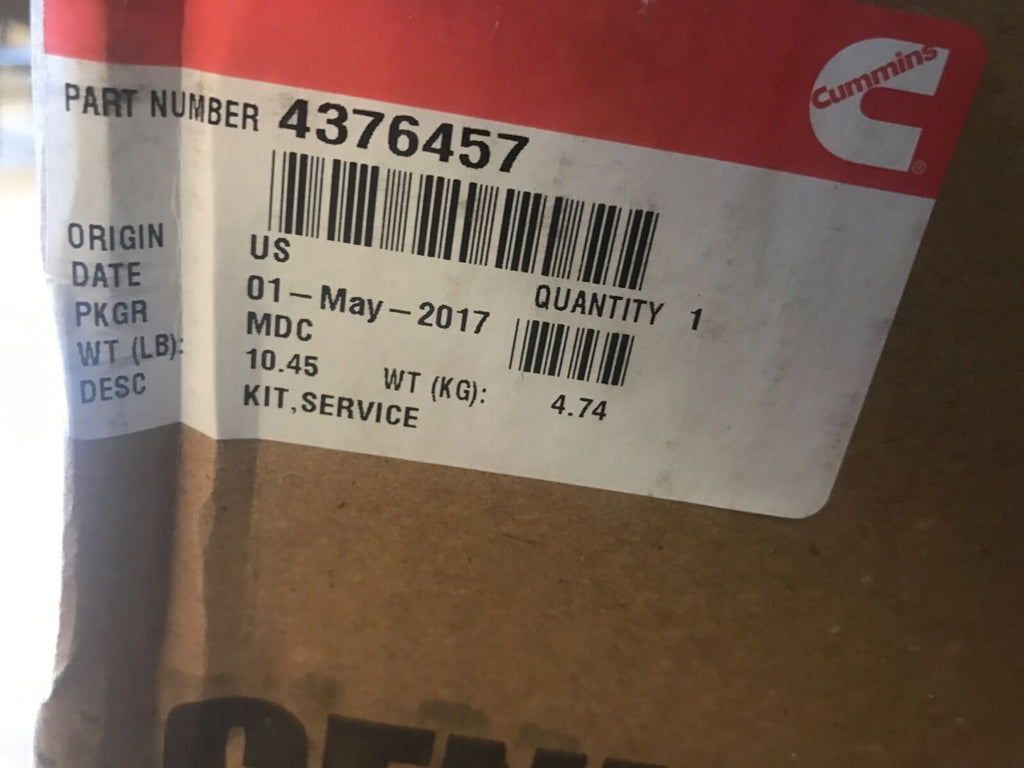 Cummins
®
PART NUMBER 4376457
ORIGIN US
DATE 01-May-2017 QUANTITY 1
PKGR MDC
WT (LB): 10.45 WT (KG): 4.74
DESC KIT,SERVICE